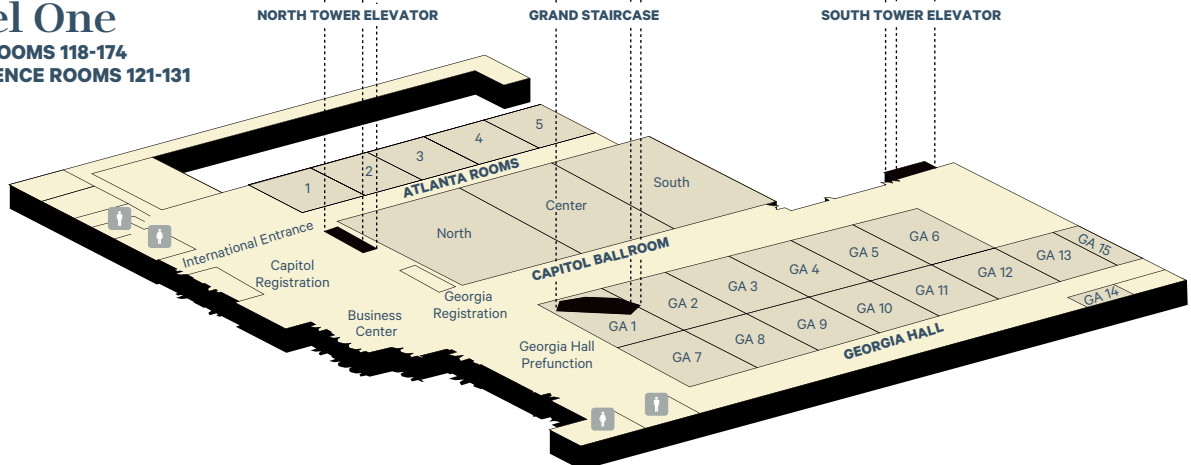 el One
OOMS 118-174
ENCE ROOMS 121-131
NORTH TOWER ELEVATOR
GRAND STAIRCASE
SOUTH TOWER ELEVATOR
1
2
3
4
5
ATLANTA ROOMS
North
Center
South
CAPITOL BALLROOM
International Entrance
Capitol
Registration
Georgia
Registration
Business
Center
Georgia Hall
Prefunction
GA 1
GA 2
GA 3
GA 4
GA 5
GA 6
GA 7
GA 8
GA 9
GA 10
GA 11
GA 12
GA 13
GA 15
GA 14
GEORGIA HALL